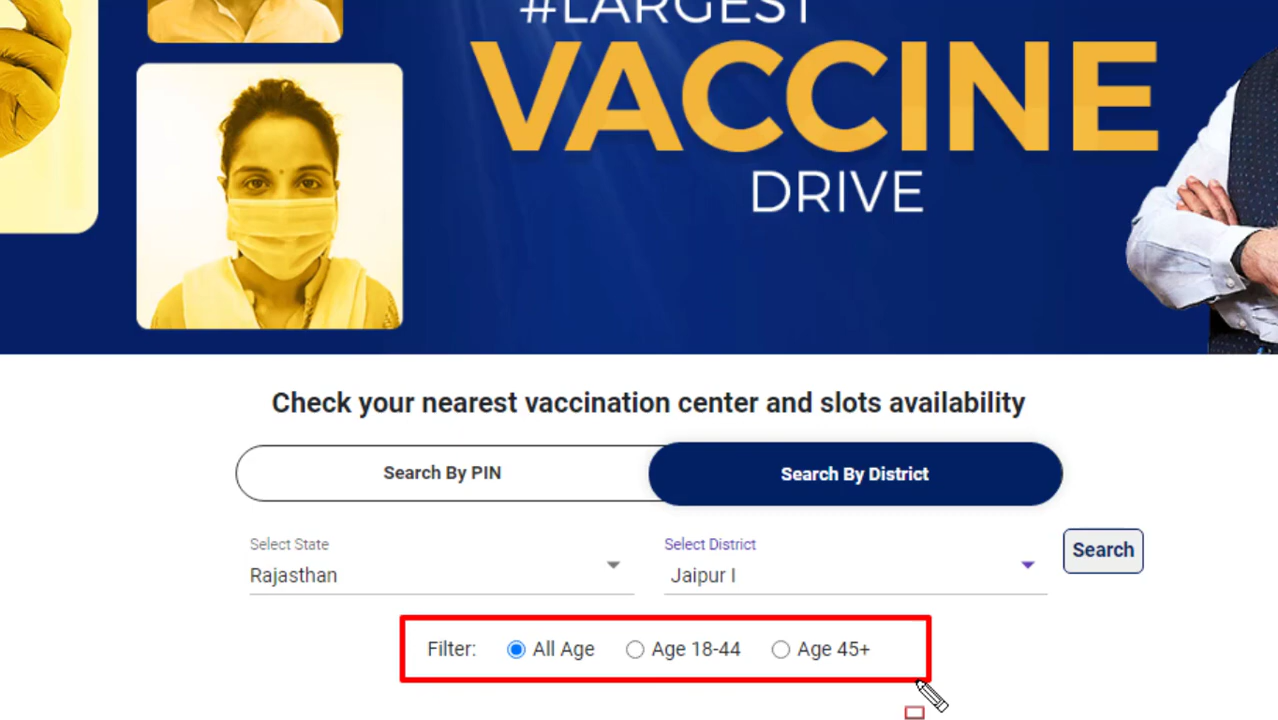 #LARGEST
VACCINE
DRIVE
Check your nearest vaccination center and slots availability
Search By PIN
Search By District
Select State
Select District
Rajasthan
Jaipur I
Search
Filter: All Age Age 18-44 Age 45+